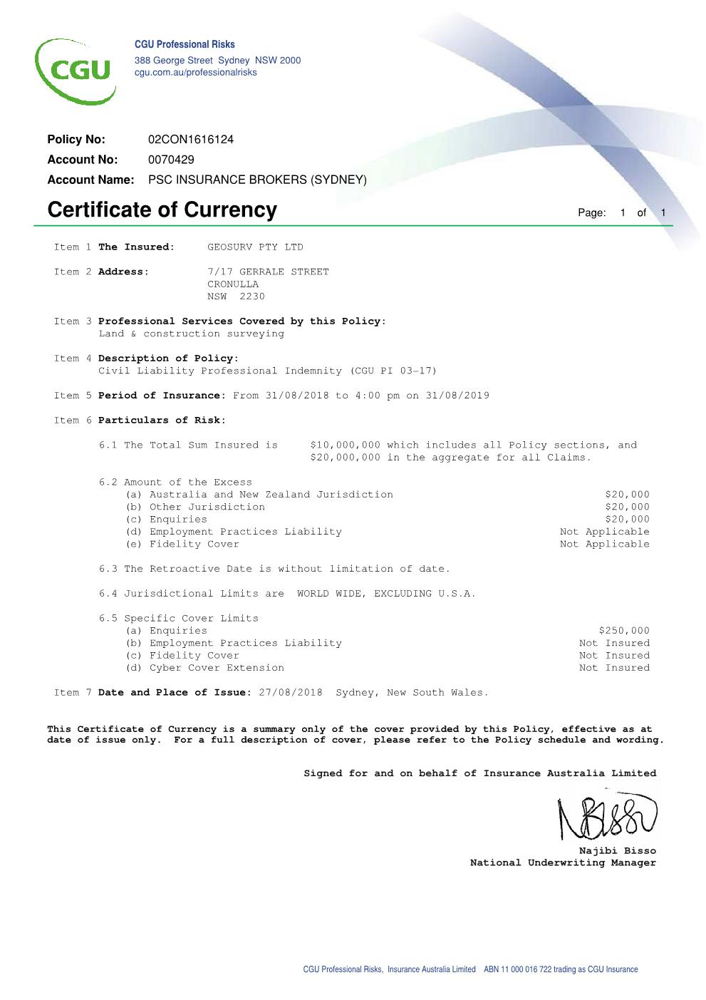 CGU
CGU Professional Risks
388 George Street Sydney NSW 2000
cgu.com.au/professionalrisks
Policy No: 02CON1616124
Account No: 0070429
Account Name: PSC INSURANCE BROKERS (SYDNEY)
Certificate of Currency
Page: 1 of 1
Item 1 The Insured: GEOSURV PTY LTD
Item 2 Address: 7/17 GERRALE STREET
CRONULLA
NSW 2230
Item 3 Professional Services Covered by this Policy:
Land & construction surveying
Item 4 Description of Policy:
Civil Liability Professional Indemnity (CGU PI 03-17)
Item 5 Period of Insurance: From 31/08/2018 to 4:00 pm on 31/08/2019
Item 6 Particulars of Risk:
6.1 The Total Sum Insured is $10,000,000 which includes all Policy sections, and
$20,000,000 in the aggregate for all Claims.
6.2 Amount of the Excess
(a) Australia and New Zealand Jurisdiction $20,000
(b) Other Jurisdiction $20,000
(c) Enquiries $20,000
(d) Employment Practices Liability Not Applicable
(e) Fidelity Cover Not Applicable
6.3 The Retroactive Date is without limitation of date.
6.4 Jurisdictional Limits are WORLD WIDE, EXCLUDING U.S.A.
6.5 Specific Cover Limits
(a) Enquiries $250,000
(b) Employment Practices Liability Not Insured
(c) Fidelity Cover Not Insured
(d) Cyber Cover Extension Not Insured
Item 7 Date and Place of Issue: 27/08/2018 Sydney, New South Wales.
This Certificate of Currency is a summary only of the cover provided by this Policy, effective as at
date of issue only. For a full description of cover, please refer to the Policy schedule and wording.
Signed for and on behalf of Insurance Australia Limited
NBisso
Najibi Bisso
National Underwriting Manager
CGU Professional Risks, Insurance Australia Limited ABN 11 000 016 722 trading as CGU Insurance